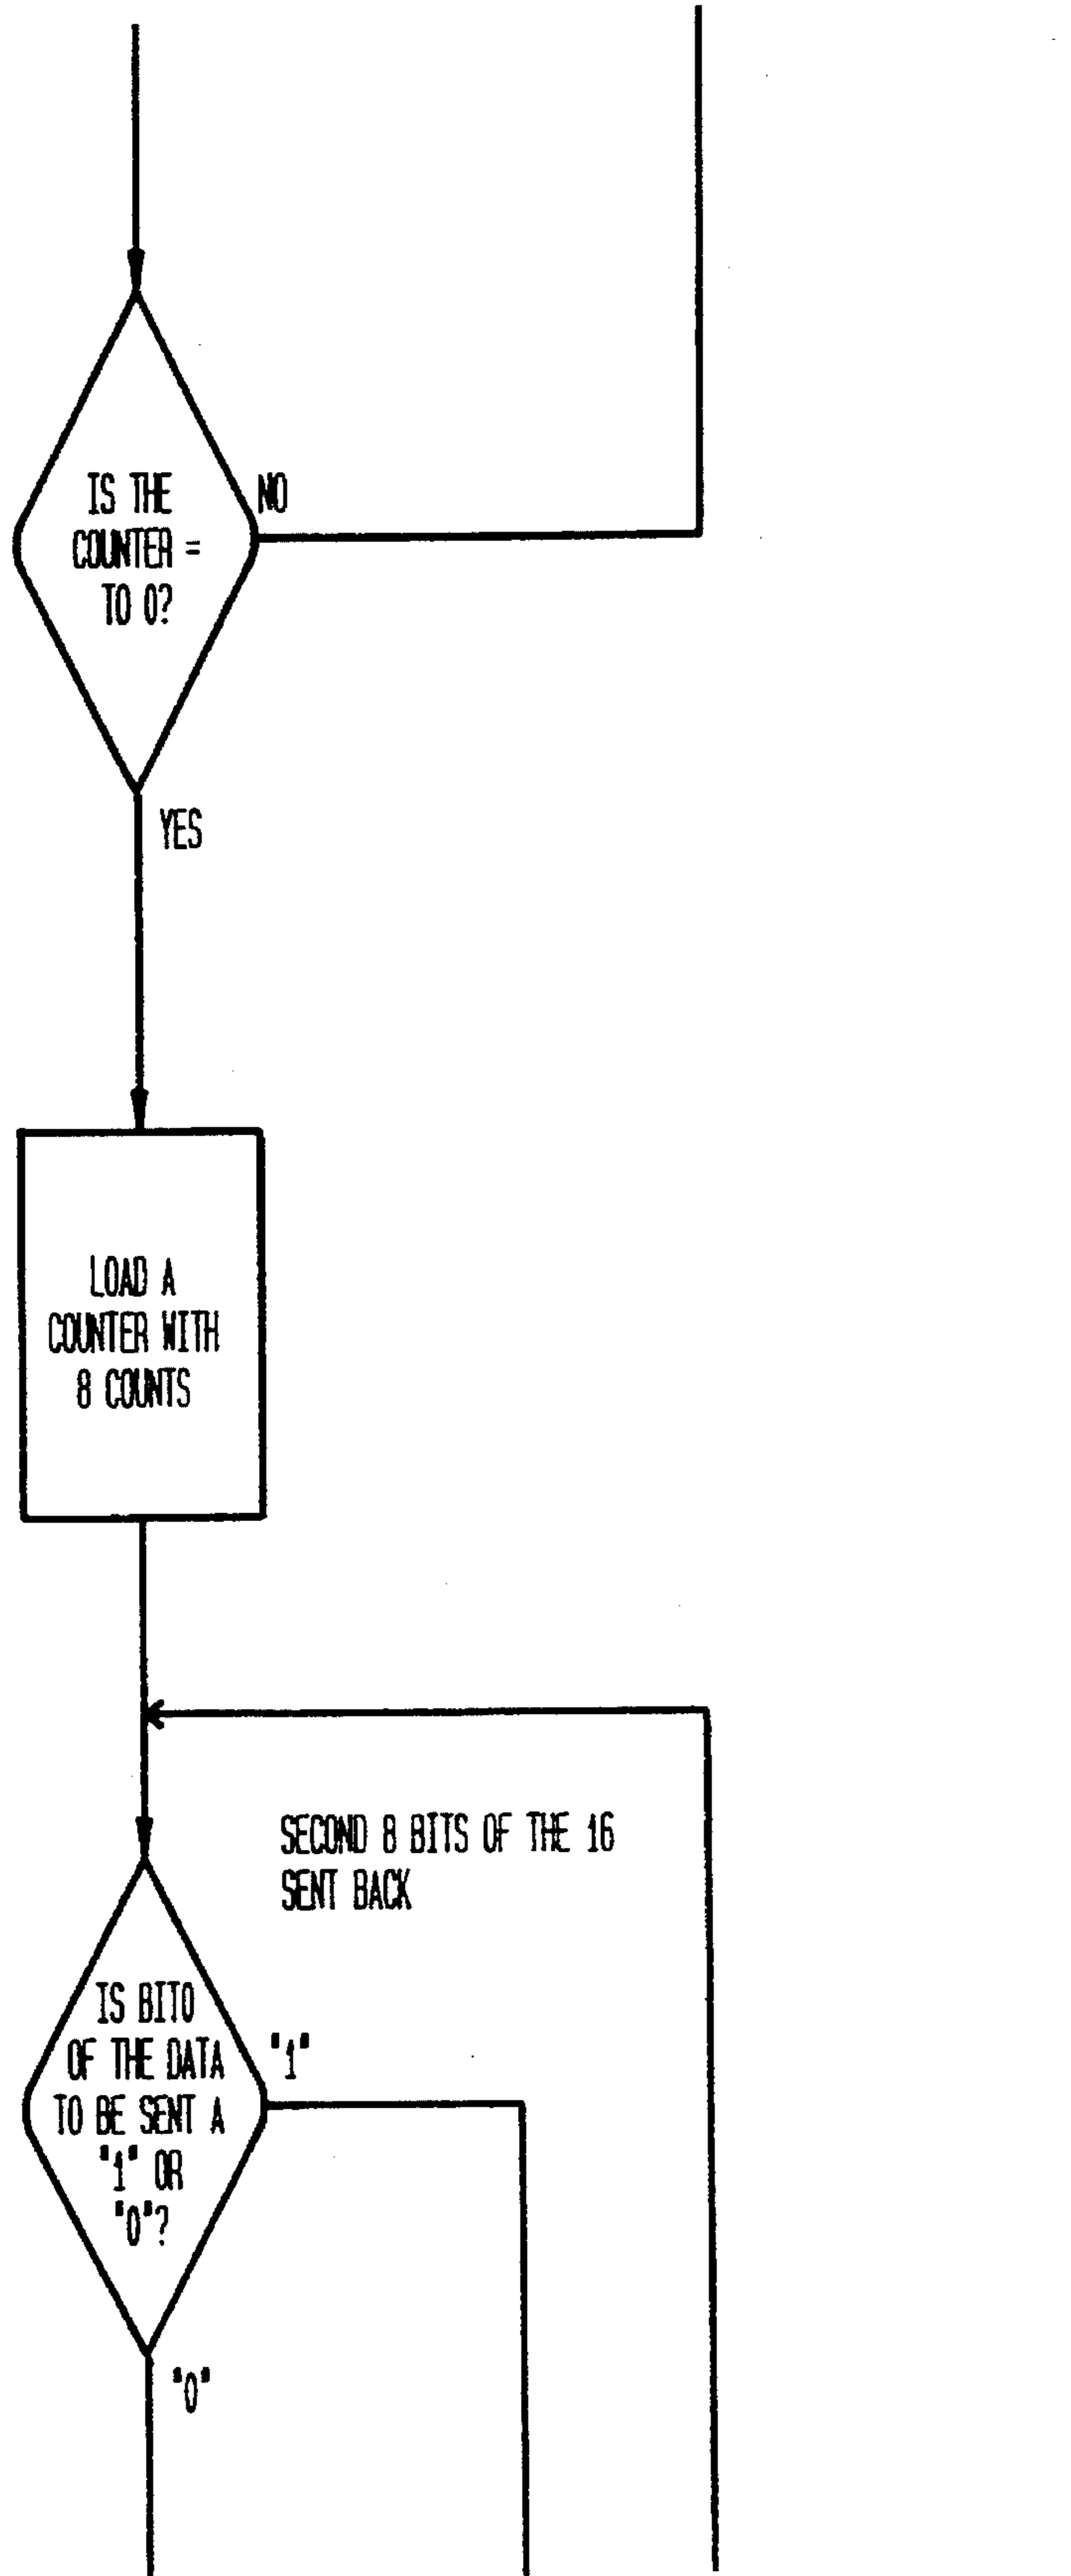 IS THE
NO
COUNTER =
TO 0?
YES
LOAD A
COUNTER WITH
8 COUNTS
SECOND 8 BITS OF THE 16
SENT BACK
IS BIT0
OF THE DATA
"1"
TO BE SENT A
"1" OR
"0"?
"0"